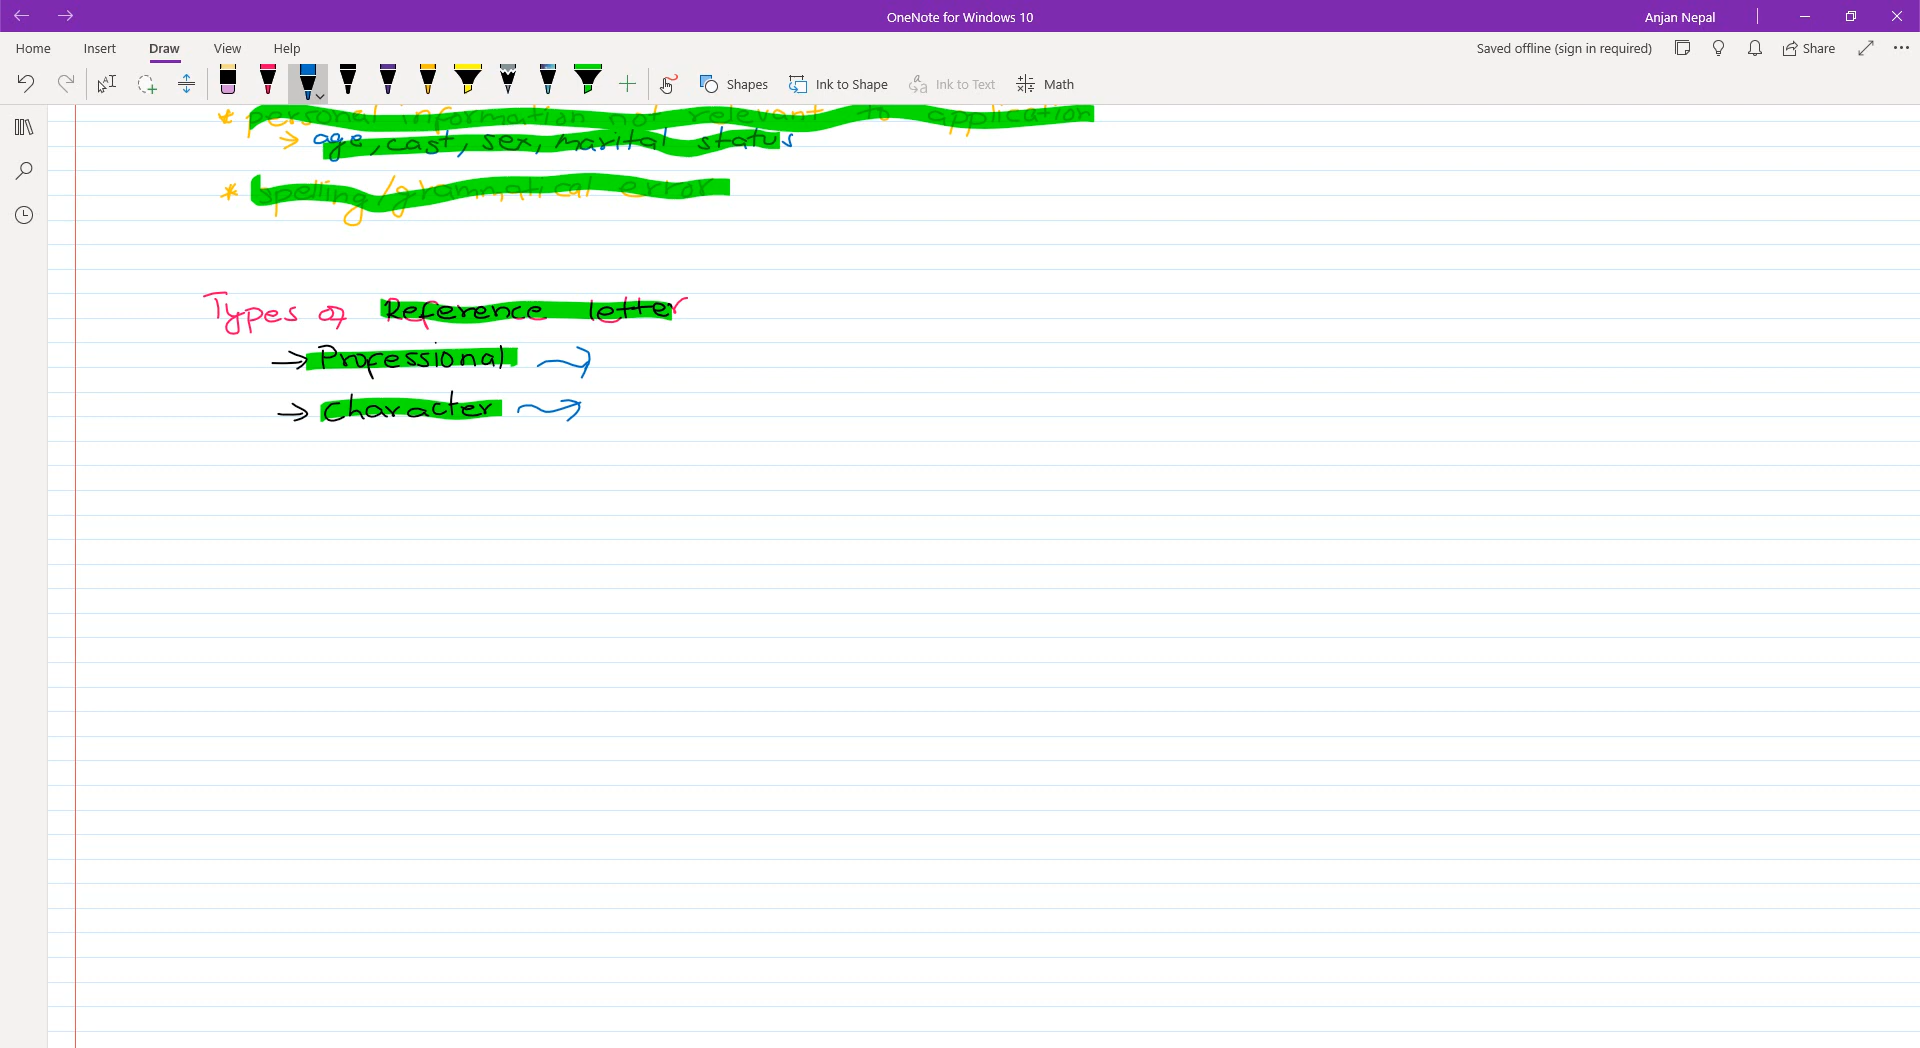 OneNote for Windows 10
Anjan Nepal
Home Insert Draw View Help
Saved offline (sign in required) Share
Shapes Ink to Shape Ink to Text Math
* personal information not relevant to application
→ age, cast, sex, marital status
* spelling/grammatical error
Types of Reference letter
→ Professional
→ Character